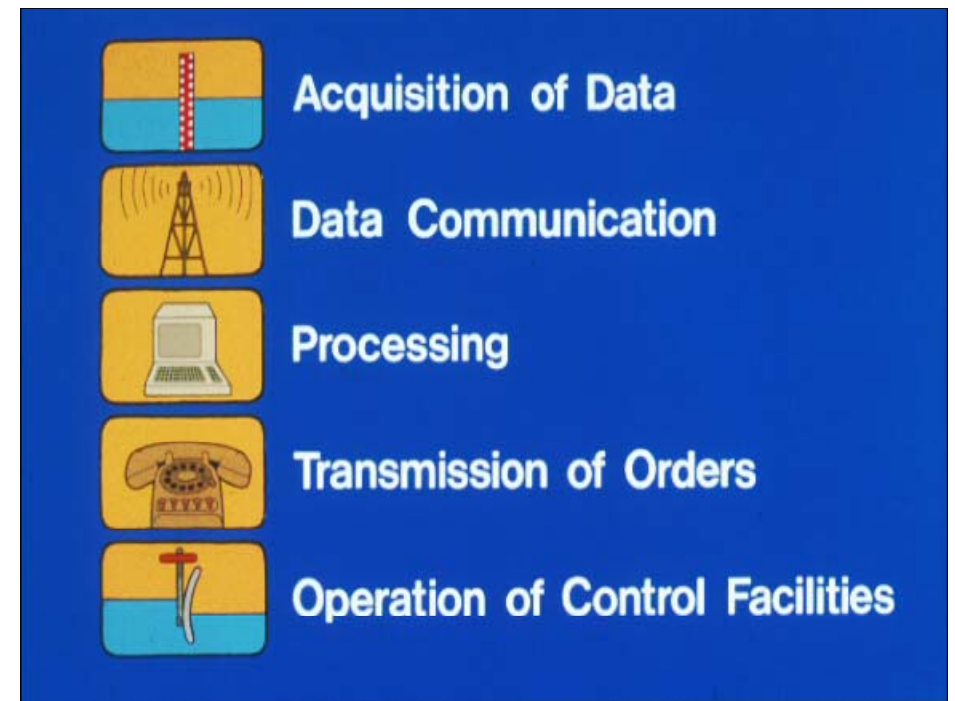 Acquisition of Data
Data Communication
Processing
Transmission of Orders
Operation of Control Facilities